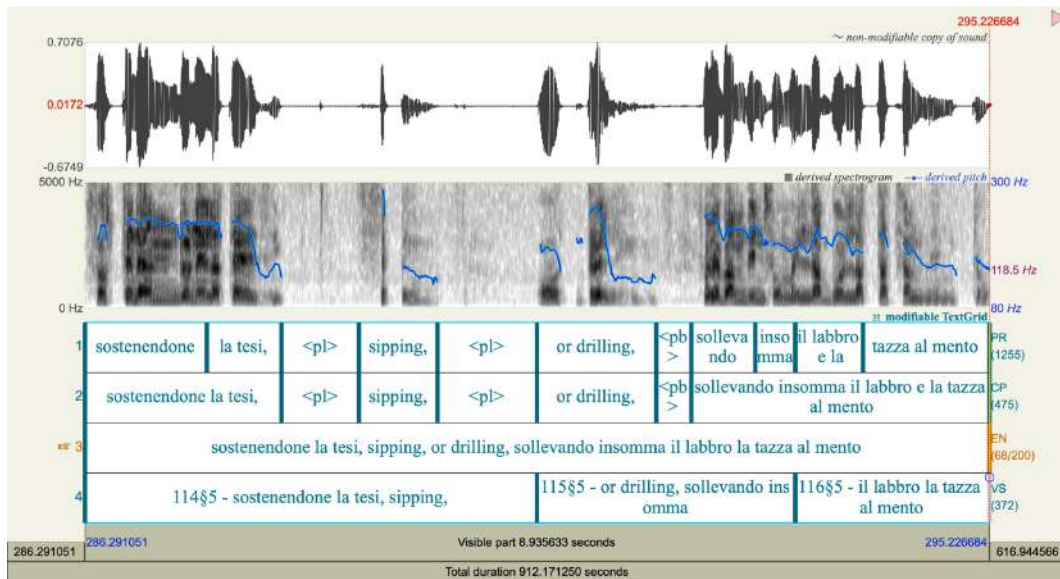 295.226684
0.7076
~ non-modifiable copy of sound
0.0172
-0.6749
5000 Hz
derived spectrogram
derived pitch
300 Hz
118.5 Hz
0 Hz
80 Hz
modifiable TextGrid
1
sostenendone
la tesi,
<pl>
sipping,
<pl>
or drilling,
<pb
>
solleva
ndo
inso
mma
il labbro
e la
tazza al mento
PR
(1255)
2
sostenendone la tesi,
<pl>
sipping,
<pl>
or drilling,
<pb
>
sollevando insomma il labbro e la tazza
al mento
CP
(475)
3
sostenendone la tesi, sipping, or drilling, sollevando insomma il labbro la tazza al mento
EN
(68/200)
4
114§5 - sostenendone la tesi, sipping,
115§5 - or drilling, sollevando ins
omma
116§5 - il labbro la tazza
al mento
VS
(372)
286.291051
286.291051
Visible part 8.935633 seconds
295.226684
616.944566
Total duration 912.171250 seconds